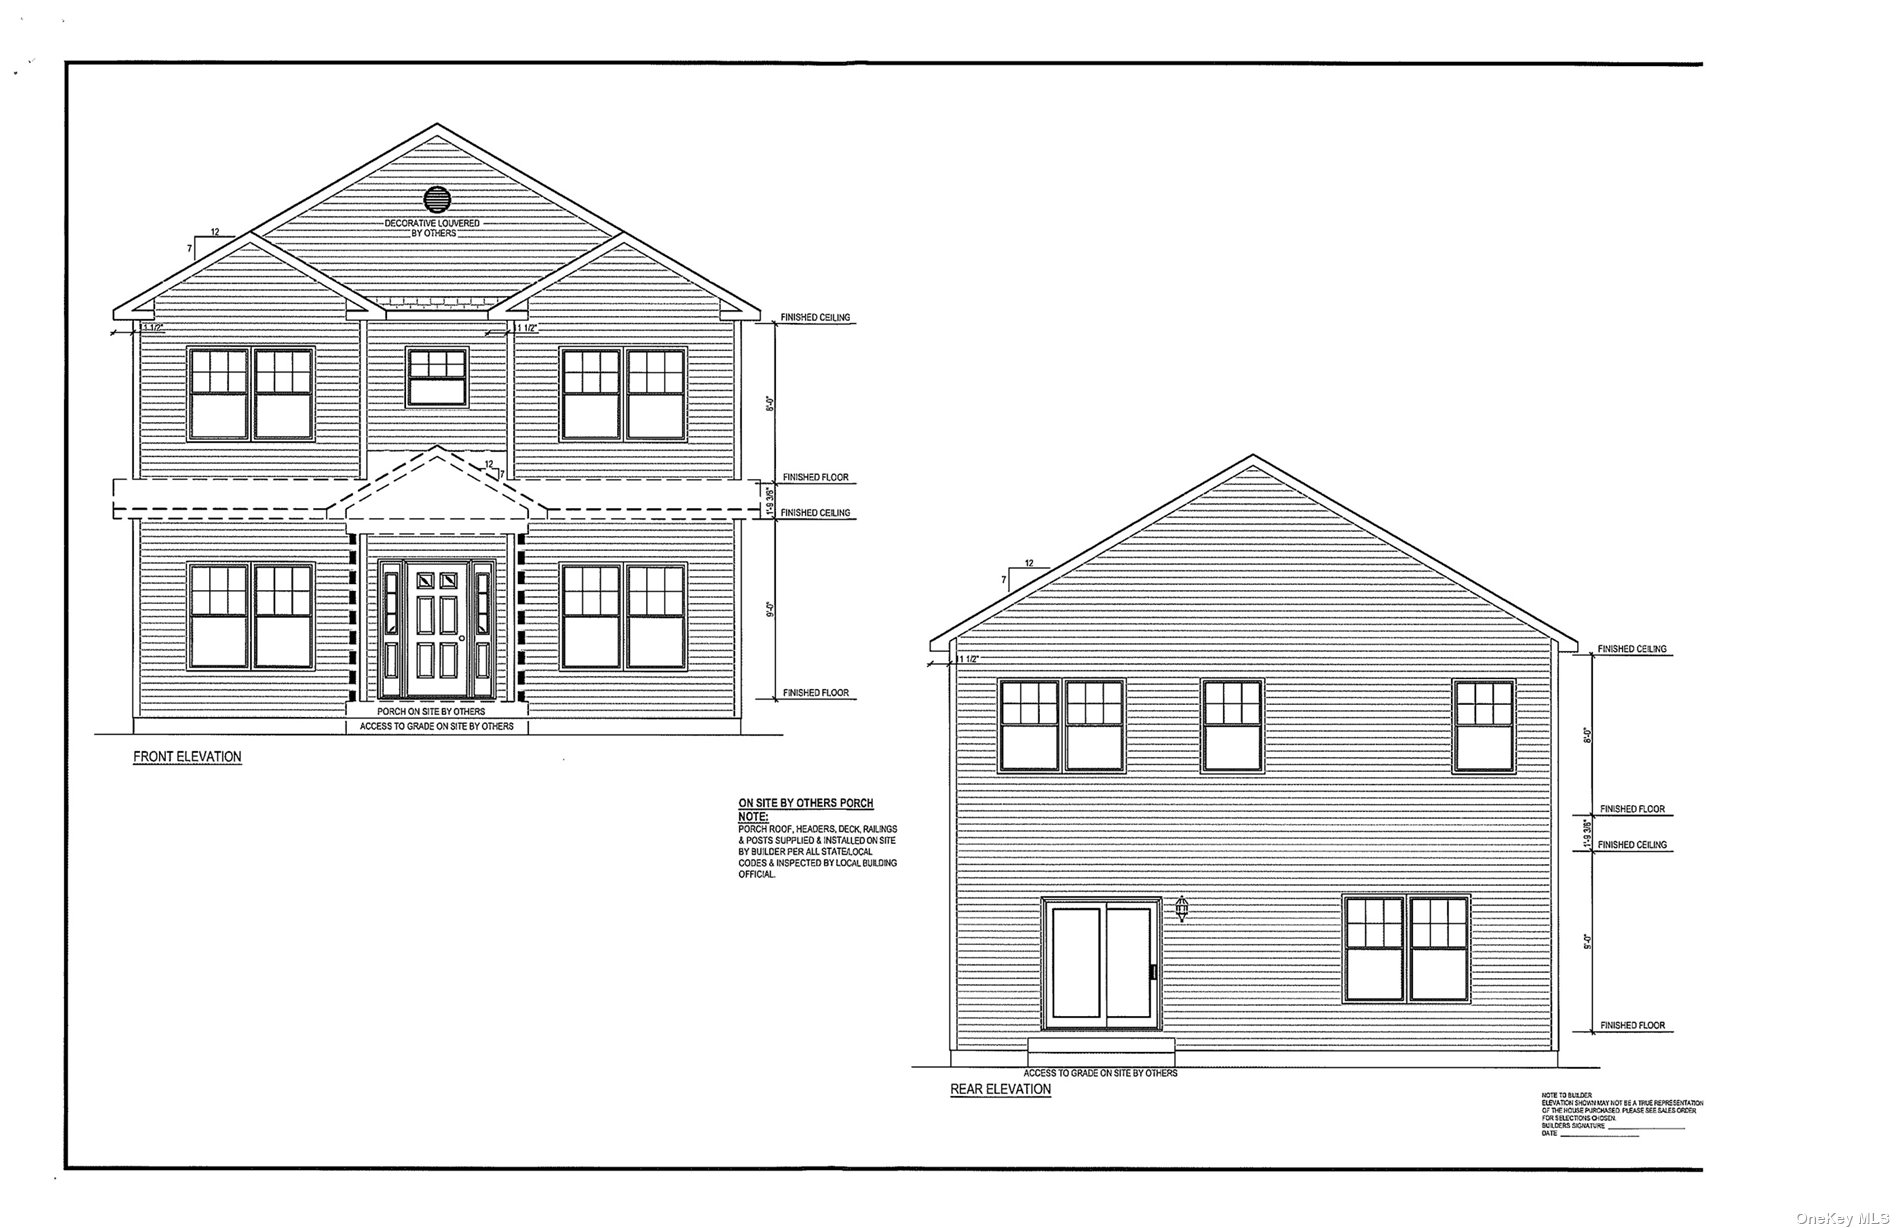 DECORATIVE LOUVERED
BY OTHERS
12
7
11 1/2"
11 1/2"
FINISHED CEILING
8'-0"
12
7
FINISHED FLOOR
1'-9 3/8"
FINISHED CEILING
9'-0"
FINISHED FLOOR
PORCH ON SITE BY OTHERS
ACCESS TO GRADE ON SITE BY OTHERS
FRONT ELEVATION
ON SITE BY OTHERS PORCH
NOTE:
PORCH ROOF, HEADERS, DECK, RAILINGS
& POSTS SUPPLIED & INSTALLED ON SITE
BY BUILDER PER ALL STATE/LOCAL
CODES & INSPECTED BY LOCAL BUILDING
OFFICIAL.
12
7
11 1/2"
FINISHED CEILING
8'-0"
FINISHED FLOOR
1'-9 3/8"
FINISHED CEILING
9'-0"
FINISHED FLOOR
ACCESS TO GRADE ON SITE BY OTHERS
REAR ELEVATION
NOTE TO BUILDER
ELEVATION SHOWN MAY NOT BE A TRUE REPRESENTATION
OF THE HOUSE PURCHASED. PLEASE SEE SALES ORDER
FOR SELECTIONS CHOSEN.
BUILDERS SIGNATURE
DATE
OneKey MLS